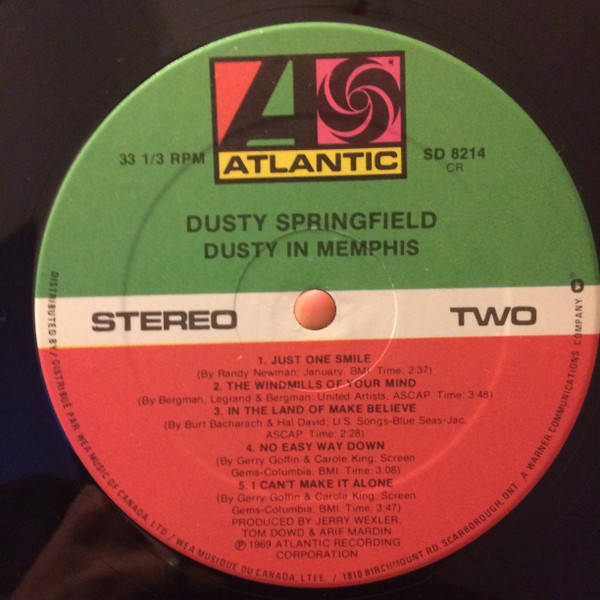 33 1/3 RPM
ATLANTIC
SD 8214
CR
DUSTY SPRINGFIELD
DUSTY IN MEMPHIS
STEREO
TWO
1. JUST ONE SMILE
(By Randy Newman; January, BMI. Time: 2:37)
2. THE WINDMILLS OF YOUR MIND
(By Bergman, Legrand & Bergman; United Artists, ASCAP. Time: 3:48)
3. IN THE LAND OF MAKE BELIEVE
(By Burt Bacharach & Hal David; U.S. Songs-Blue Seas-Jac,
ASCAP. Time: 2:28)
4. NO EASY WAY DOWN
(By Gerry Goffin & Carole King; Screen
Gems-Columbia, BMI. Time: 3:08)
5. I CAN'T MAKE IT ALONE
(By Gerry Goffin & Carole King; Screen
Gems-Columbia, BMI. Time: 3:47)
PRODUCED BY JERRY WEXLER,
TOM DOWD & ARIF MARDIN
℗ 1969 ATLANTIC RECORDING
CORPORATION
DISTRIBUTED BY / DISTRIBUÉ PAR WEA MUSIC OF CANADA, LTD / WEA MUSIQUE DU CANADA, LTEE. / 1810 BIRCHMOUNT RD. SCARBOROUGH, ONT. A WARNER COMMUNICATIONS COMPANY